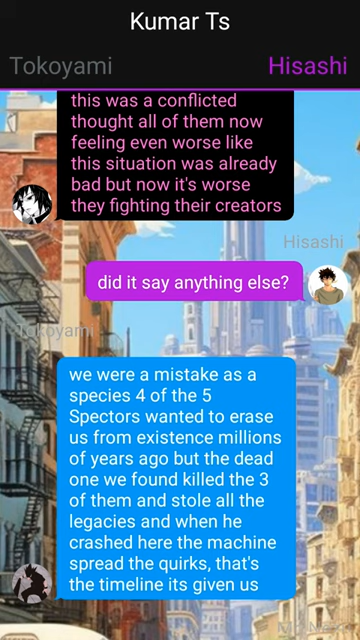 Kumar Ts
Tokoyami
Hisashi
this was a conflicted
thought all of them now
feeling even worse like
this situation was already
bad but now it's worse
they fighting their creators
Hisashi
did it say anything else?
Tokoyami
we were a mistake as a
species 4 of the 5
Spectors wanted to erase
us from existence millions
of years ago but the dead
one we found killed the 3
of them and stole all the
legacies and when he
crashed here the machine
spread the quirks, that's
the timeline its given us